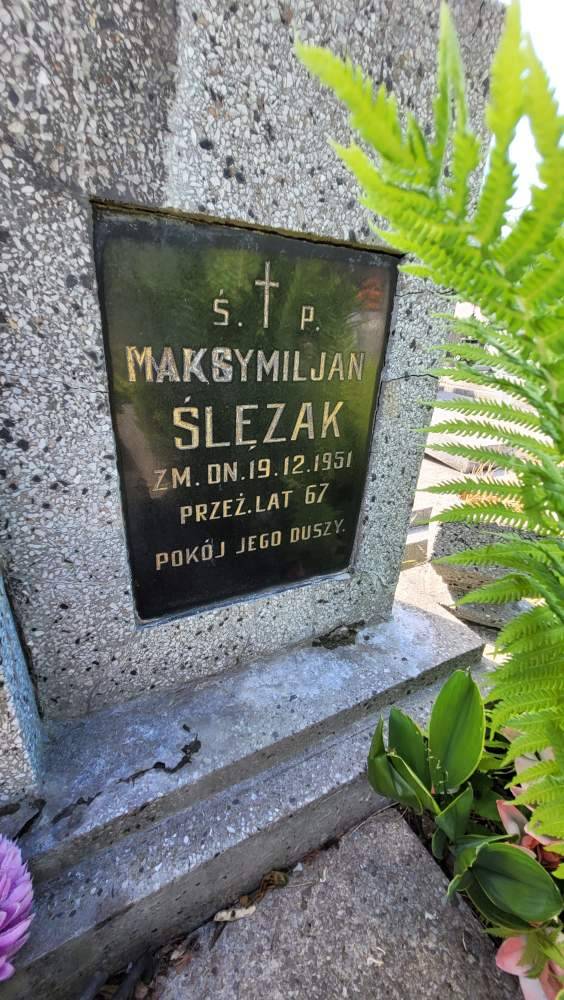 Ś. P.
MAKSYMILJAN
ŚLĘZAK
ZM. DN. 19. 12. 1951
PRZEŻ. LAT 67
POKÓJ JEGO DUSZY.